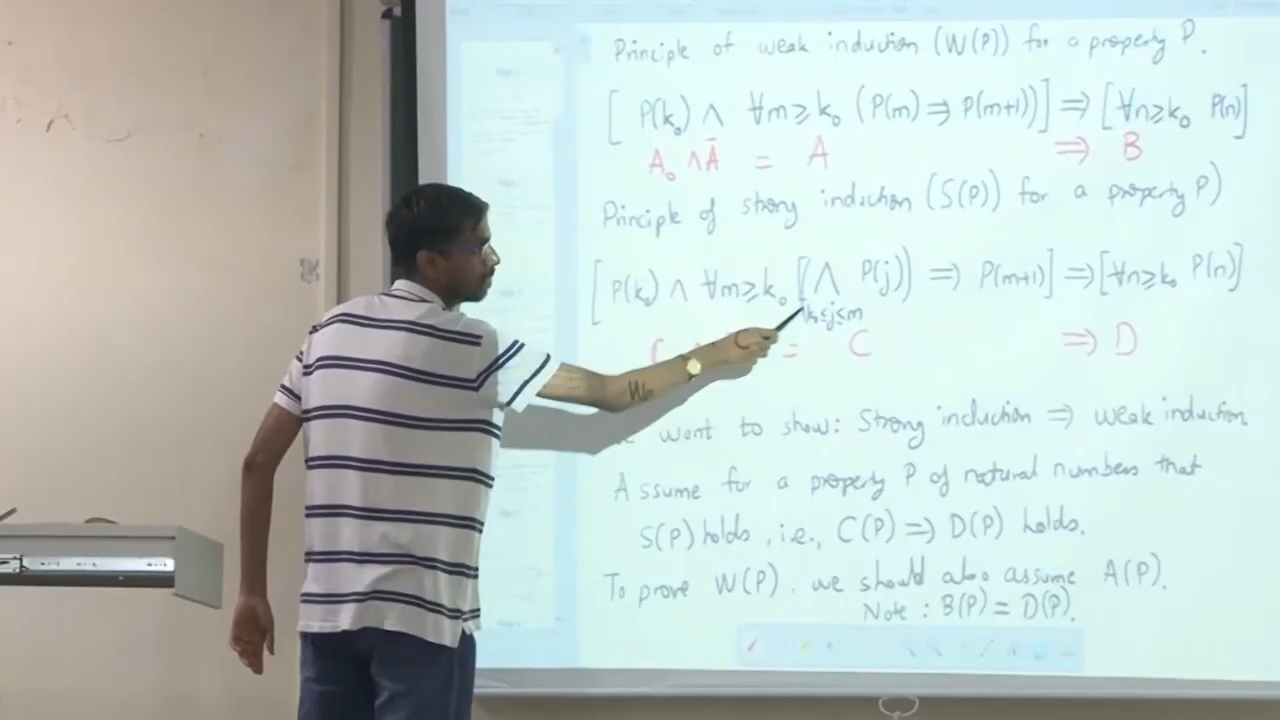 Principle of weak induction (W(P)) for a property P.
[ P(k₀) ∧ ∀m≥k₀ (P(m) ⇒ P(m+1))] ⇒ [∀n≥k₀ P(n)]
A₀ ∧ Ā = A ⇒ B
Principle of strong induction (S(P)) for a property P)
[ P(k₀) ∧ ∀m≥k₀ [(∧ P(j)) ⇒ P(m+1)] ⇒ [∀n≥k₀ P(n)]
k₀≤j≤m
= C ⇒ D
want to show: Strong induction ⇒ weak induction.
Assume for a property P of natural numbers that
S(P) holds, i.e., C(P) ⇒ D(P) holds.
To prove W(P), we should also assume A(P).
Note : B(P) = D(P).